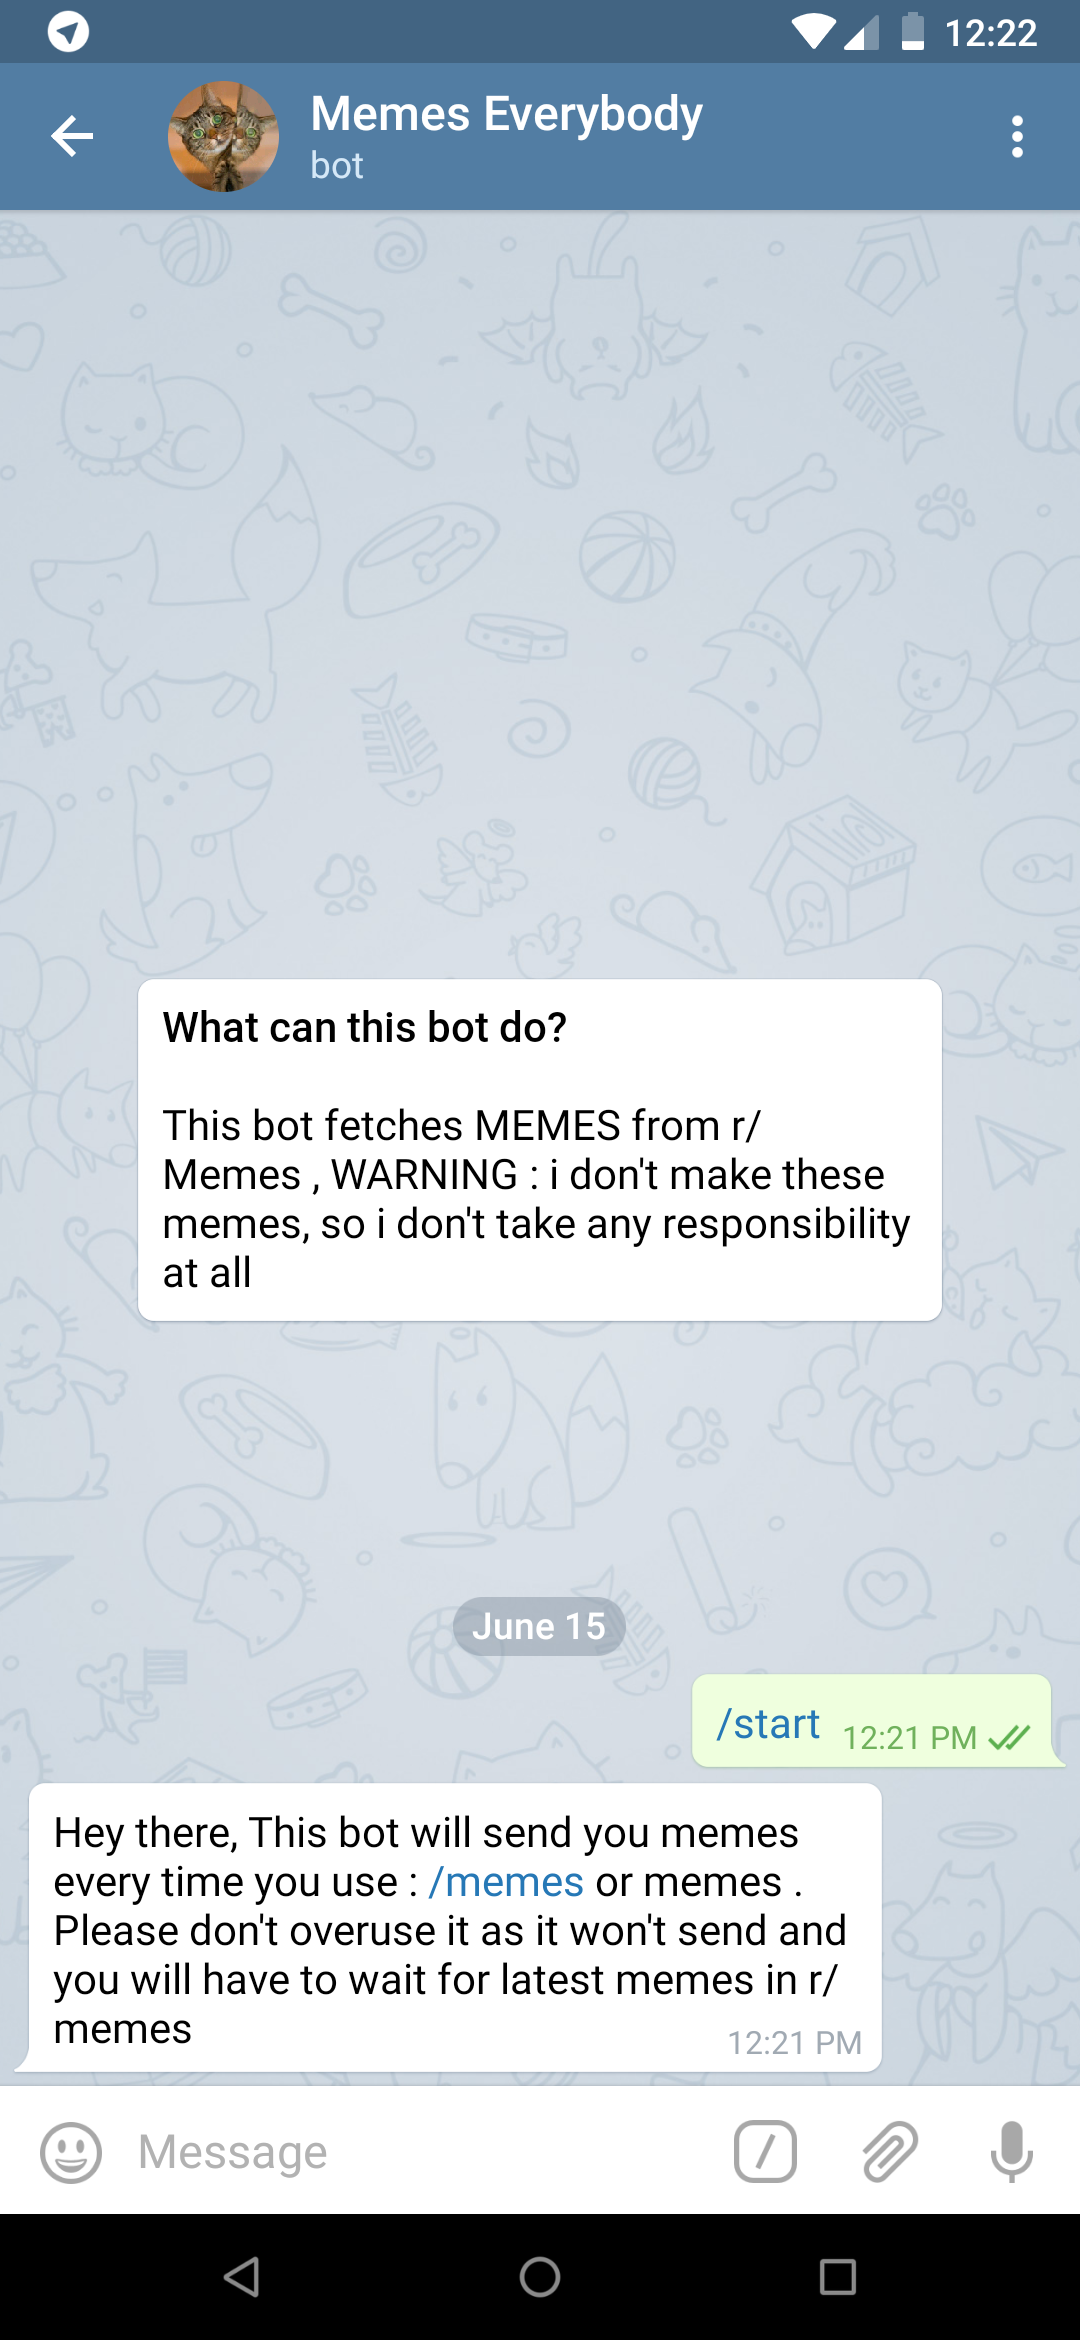 12:22
Memes Everybody
bot
What can this bot do?
This bot fetches MEMES from r/
Memes , WARNING : i don't make these
memes, so i don't take any responsibility
at all
June 15
/start 12:21 PM
Hey there, This bot will send you memes
every time you use : /memes or memes .
Please don't overuse it as it won't send and
you will have to wait for latest memes in r/
memes
12:21 PM
Message